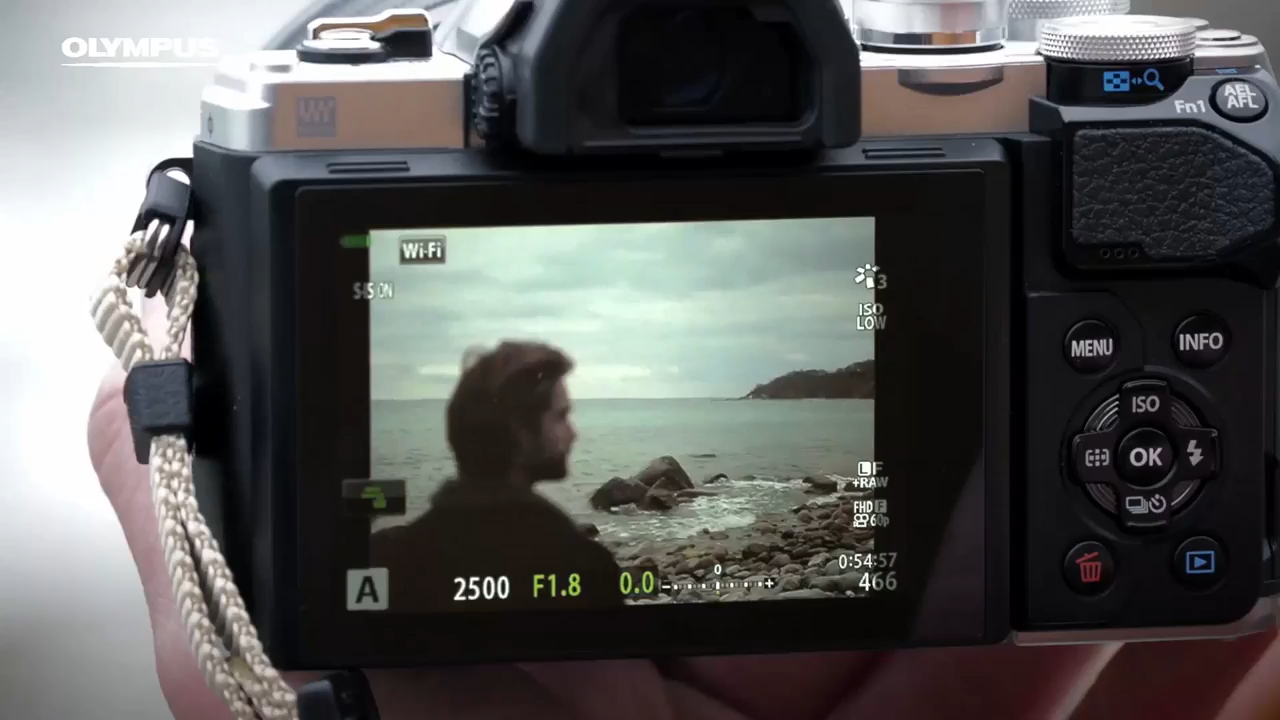 OLYMPUS
Fn1
AEL
AFL
Wi-Fi
S-IS ON
3
ISO
LOW
MENU
INFO
ISO
OK
LF
+RAW
FHD F
60p
A
2500
F1.8
0.0
0
- +
0:54:57
466